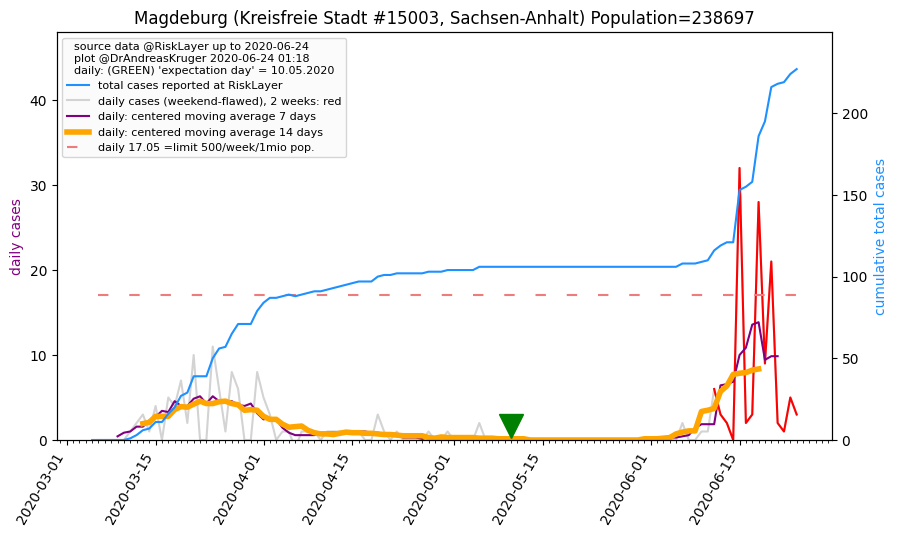 Magdeburg (Kreisfreie Stadt #15003, Sachsen-Anhalt) Population=238697
source data @RiskLayer up to 2020-06-24
plot @DrAndreasKruger 2020-06-24 01:18
daily: (GREEN) 'expectation day' = 10.05.2020
total cases reported at RiskLayer
daily cases (weekend-flawed), 2 weeks: red
daily: centered moving average 7 days
daily: centered moving average 14 days
daily 17.05 =limit 500/week/1mio pop.
daily cases
40
30
20
10
0
cumulative total cases
200
150
100
50
0
2020-03-01
2020-03-15
2020-04-01
2020-04-15
2020-05-01
2020-05-15
2020-06-01
2020-06-15